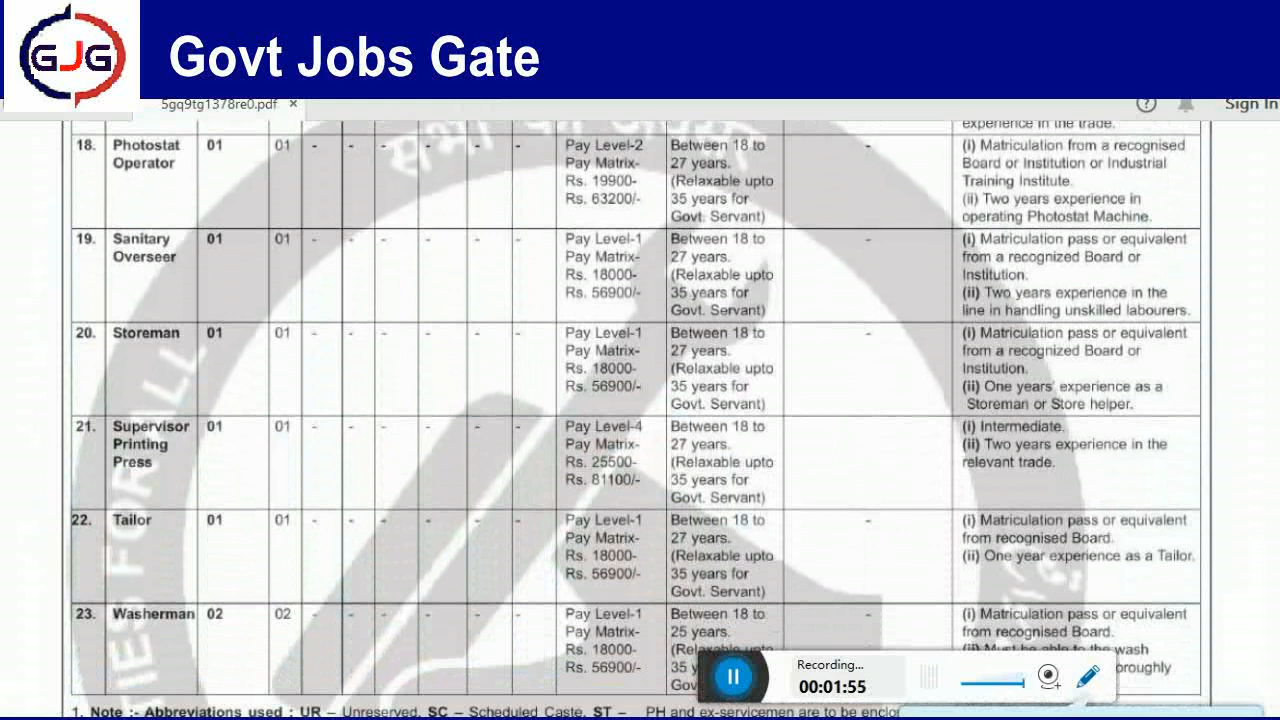 GJG
Govt Jobs Gate
5gq9tg1378re0.pdf ×
Sign In
experience in the trade.
18. Photostat Operator 01 01 - - - - - - Pay Level-2 Pay Matrix- Rs. 19900- Rs. 63200/- Between 18 to 27 years. (Relaxable upto 35 years for Govt. Servant) - (i) Matriculation from a recognised Board or Institution or Industrial Training Institute. (ii) Two years experience in operating Photostat Machine.
19. Sanitary Overseer 01 01 - - - - - - Pay Level-1 Pay Matrix- Rs. 18000- Rs. 56900/- Between 18 to 27 years. (Relaxable upto 35 years for Govt. Servant) - (i) Matriculation pass or equivalent from a recognized Board or Institution. (ii) Two years experience in the line in handling unskilled labourers.
20. Storeman 01 01 - - - - - - Pay Level-1 Pay Matrix- Rs. 18000- Rs. 56900/- Between 18 to 27 years. (Relaxable upto 35 years for Govt. Servant) - (i) Matriculation pass or equivalent from a recognized Board or Institution. (ii) One years' experience as a Storeman or Store helper.
21. Supervisor Printing Press 01 01 - - - - - - Pay Level-4 Pay Matrix- Rs. 25500- Rs. 81100/- Between 18 to 27 years. (Relaxable upto 35 years for Govt. Servant) (i) Intermediate. (ii) Two years experience in the relevant trade.
22. Tailor 01 01 - - - - - - Pay Level-1 Pay Matrix- Rs. 18000- Rs. 56900/- Between 18 to 27 years. (Relaxable upto 35 years for Govt. Servant) - (i) Matriculation pass or equivalent from recognised Board. (ii) One year experience as a Tailor.
23. Washerman 02 02 - - - - - - Pay Level-1 Pay Matrix- Rs. 18000- Rs. 56900/- Between 18 to 25 years. 35 y Gov - (i) Matriculation pass or equivalent from recognised Board. (ii) Must be able to the wash oroughly
Recording...
00:01:55
1. Note :- Abbreviations used : UR – Unreserved, SC – Scheduled Caste, ST – PH and ex-servicemen are to be enclo